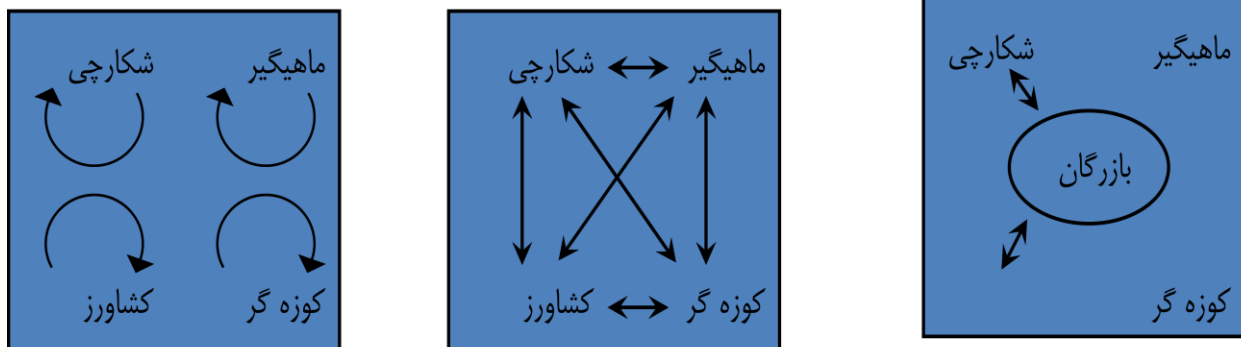 ماهیگیر شکارچی
کوزه گر کشاورز
ماهیگیر شکارچی
کوزه گر کشاورز
ماهیگیر شکارچی
بازرگان
کوزه گر